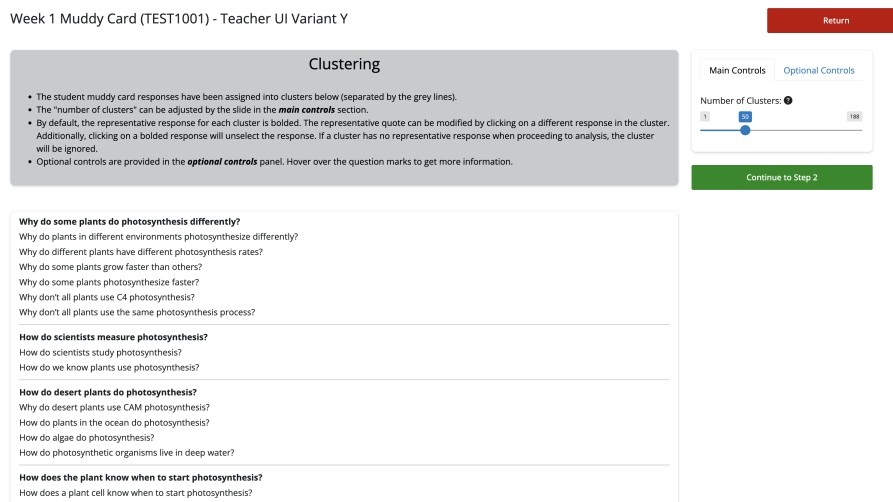 Week 1 Muddy Card (TEST1001) - Teacher UI Variant Y
Return
Clustering
• The student muddy card responses have been assigned into clusters below (separated by the grey lines).
• The "number of clusters" can be adjusted by the slide in the main controls section.
• By default, the representative response for each cluster is bolded. The representative quote can be modified by clicking on a different response in the cluster.
Additionally, clicking on a bolded response will unselect the response. If a cluster has no representative response when proceeding to analysis, the cluster
will be ignored.
• Optional controls are provided in the optional controls panel. Hover over the question marks to get more information.
Main Controls
Optional Controls
Number of Clusters: ?
1 50 188
Continue to Step 2
Why do some plants do photosynthesis differently?
Why do plants in different environments photosynthesize differently?
Why do different plants have different photosynthesis rates?
Why do some plants grow faster than others?
Why do some plants photosynthesize faster?
Why don't all plants use C4 photosynthesis?
Why don't all plants use the same photosynthesis process?
How do scientists measure photosynthesis?
How do scientists study photosynthesis?
How do we know plants use photosynthesis?
How do desert plants do photosynthesis?
Why do desert plants use CAM photosynthesis?
How do plants in the ocean do photosynthesis?
How do algae do photosynthesis?
How do photosynthetic organisms live in deep water?
How does the plant know when to start photosynthesis?
How does a plant cell know when to start photosynthesis?